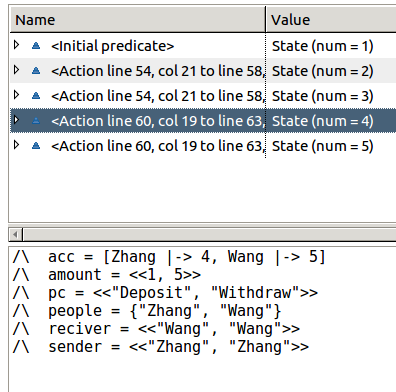 Name Value
<Initial predicate> State (num = 1)
<Action line 54, col 21 to line 58, State (num = 2)
<Action line 54, col 21 to line 58, State (num = 3)
<Action line 60, col 19 to line 63, State (num = 4)
<Action line 60, col 19 to line 63, State (num = 5)
/\ acc = [Zhang |-> 4, Wang |-> 5]
/\ amount = <<1, 5>>
/\ pc = <<"Deposit", "Withdraw">>
/\ people = {"Zhang", "Wang"}
/\ reciver = <<"Wang", "Wang">>
/\ sender = <<"Zhang", "Zhang">>